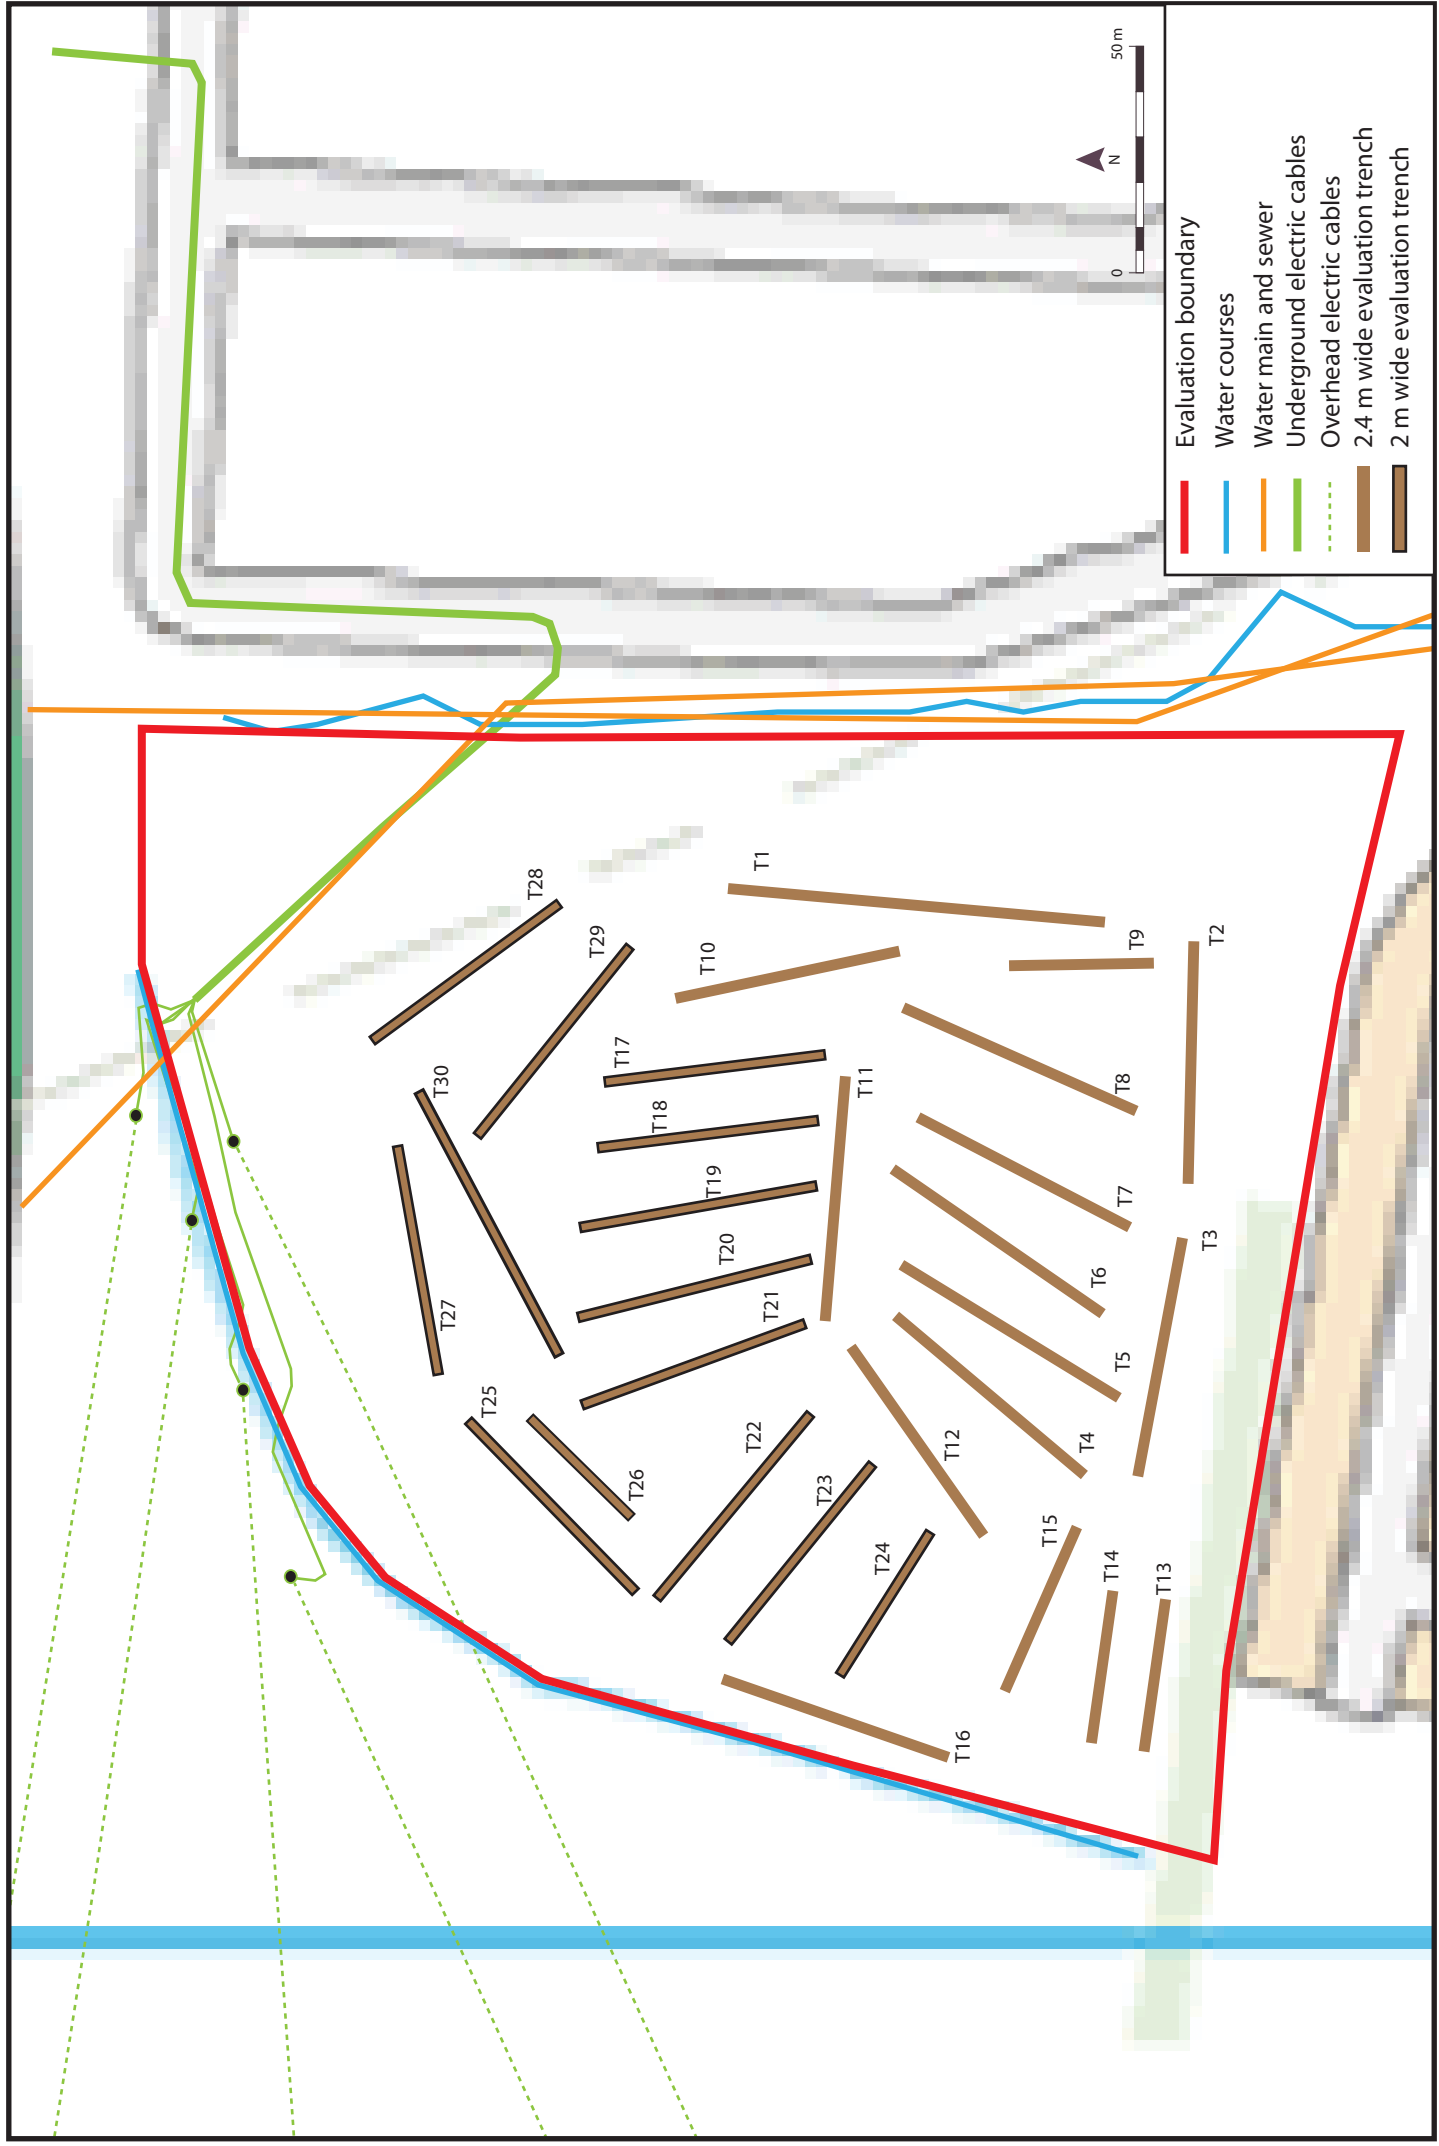 0
50 m
N
Evaluation boundary
Water courses
Water main and sewer
Underground electric cables
Overhead electric cables
2.4 m wide evaluation trench
2 m wide evaluation trench
T1
T2
T3
T4
T5
T6
T7
T8
T9
T10
T11
T12
T13
T14
T15
T16
T17
T18
T19
T20
T21
T22
T23
T24
T25
T26
T27
T28
T29
T30